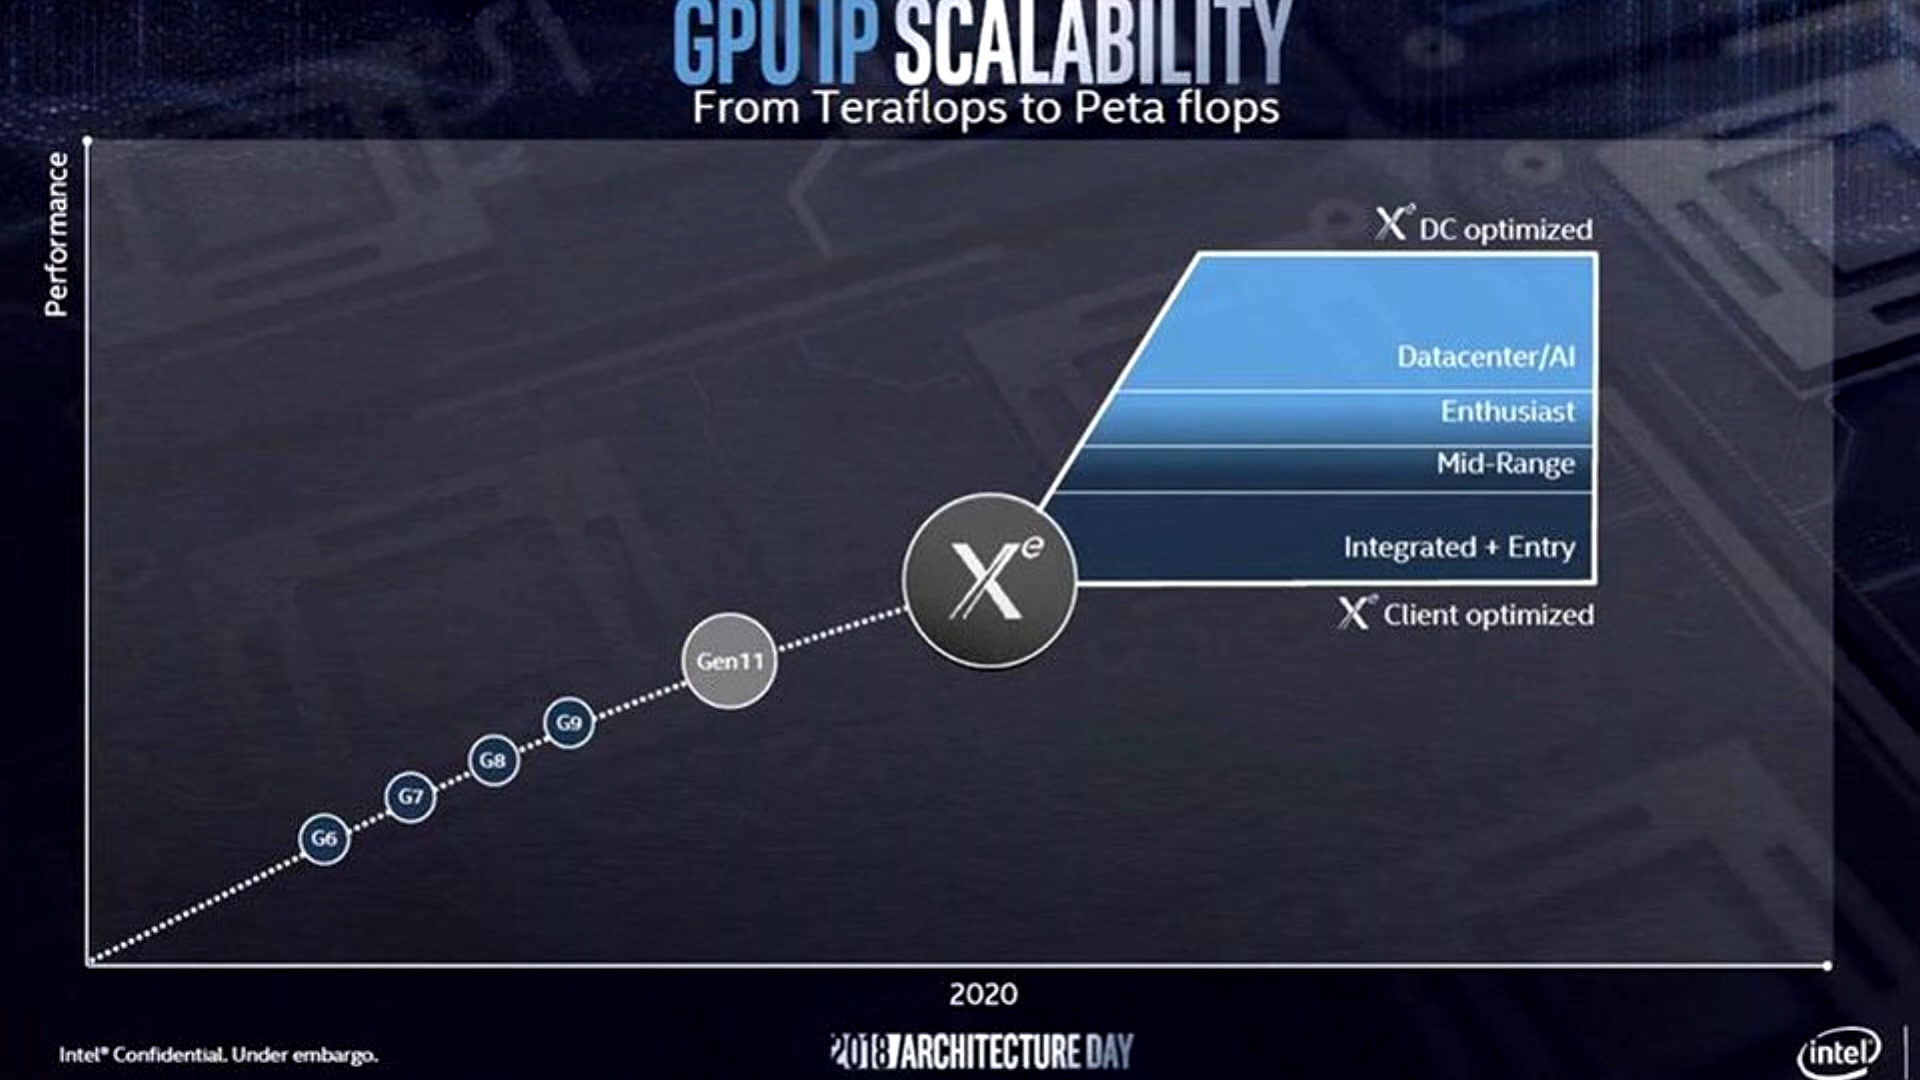 GPU IP SCALABILITY
From Teraflops to Peta flops
Performance
Xe DC optimized
Datacenter/AI
Enthusiast
Mid-Range
Integrated + Entry
Xe Client optimized
Xe
Gen11
G9
G8
G7
G6
2020
Intel® Confidential. Under embargo.
2018 ARCHITECTURE DAY
intel